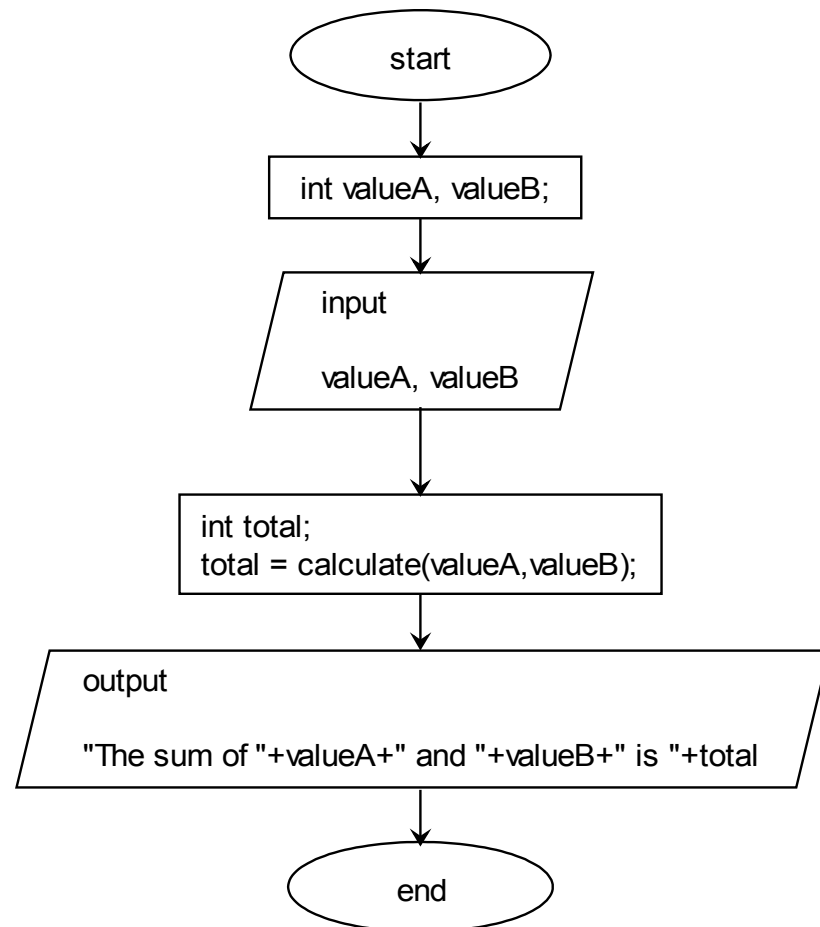 start
int valueA, valueB;
input
valueA, valueB
int total;
total = calculate(valueA,valueB);
output
"The sum of "+valueA+" and "+valueB+" is "+total
end